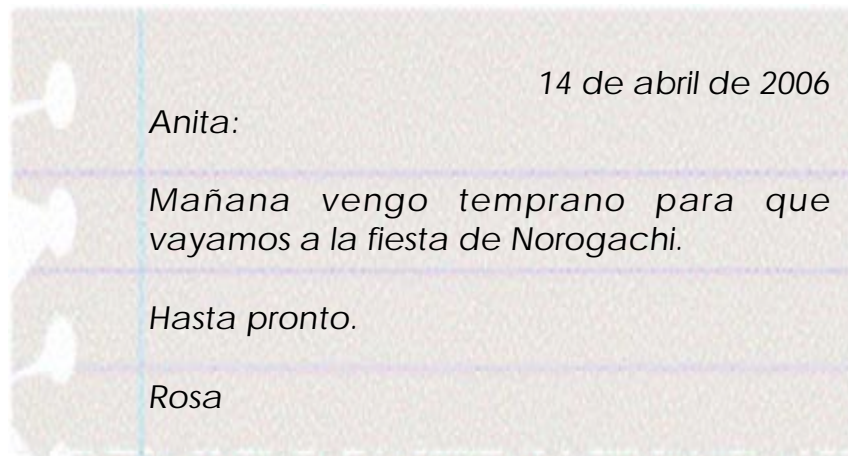 14 de abril de 2006
Anita:
Mañana vengo temprano para que
vayamos a la fiesta de Norogachi.
Hasta pronto.
Rosa